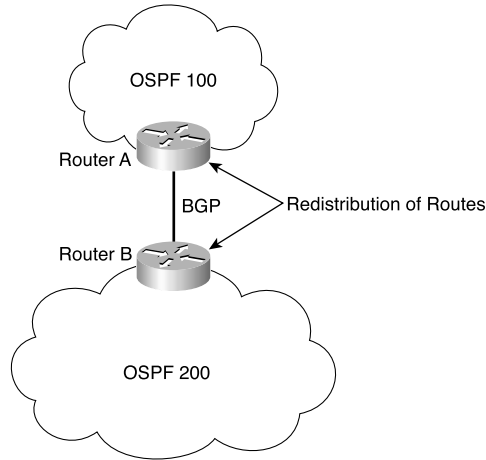 OSPF 100
Router A
BGP
Redistribution of Routes
Router B
OSPF 200